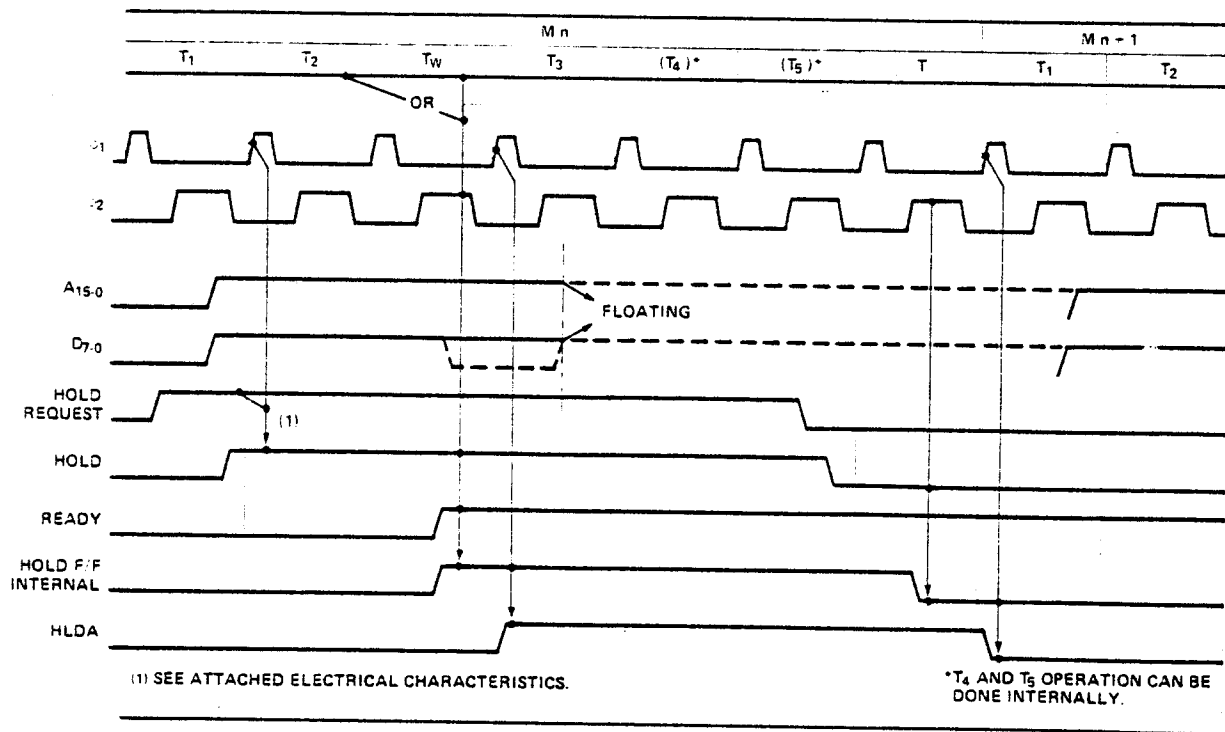 M n
M n + 1
T1 T2 TW T3 (T4)* (T5)* T T1 T2
OR
A15-0
FLOATING
D7-0
HOLD
REQUEST
(1)
HOLD
READY
HOLD F/F
INTERNAL
HLDA
(1) SEE ATTACHED ELECTRICAL CHARACTERISTICS.
*T4 AND T5 OPERATION CAN BE
DONE INTERNALLY.